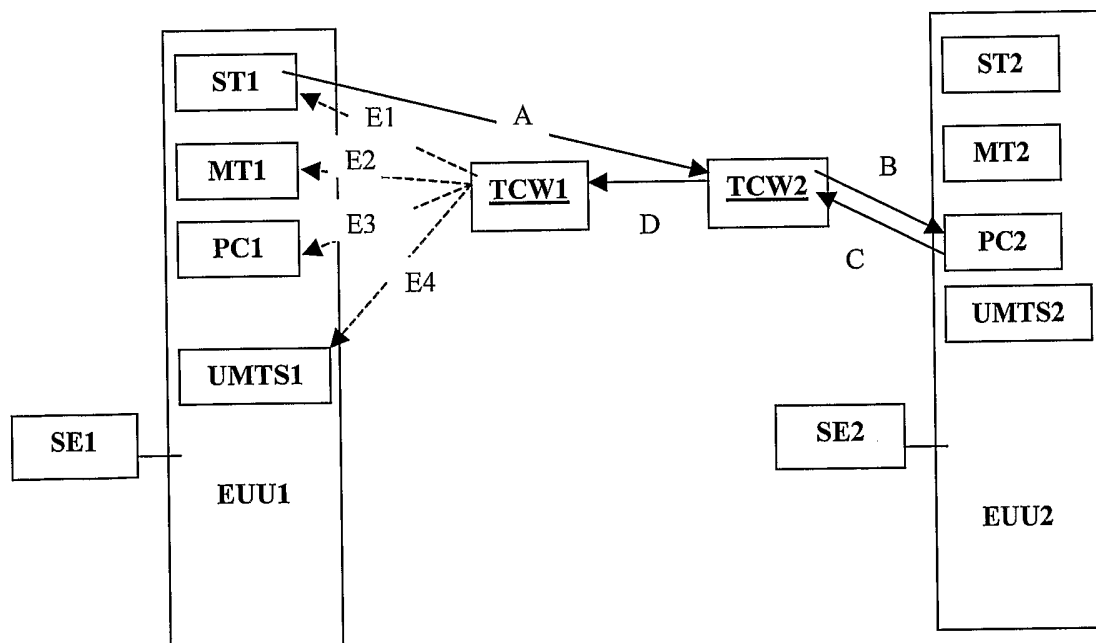 ST1
ST2
E1
A
MT1
E2
TCW1
TCW2
B
MT2
PC1
E3
D
C
PC2
E4
UMTS2
UMTS1
SE1
SE2
EUU1
EUU2